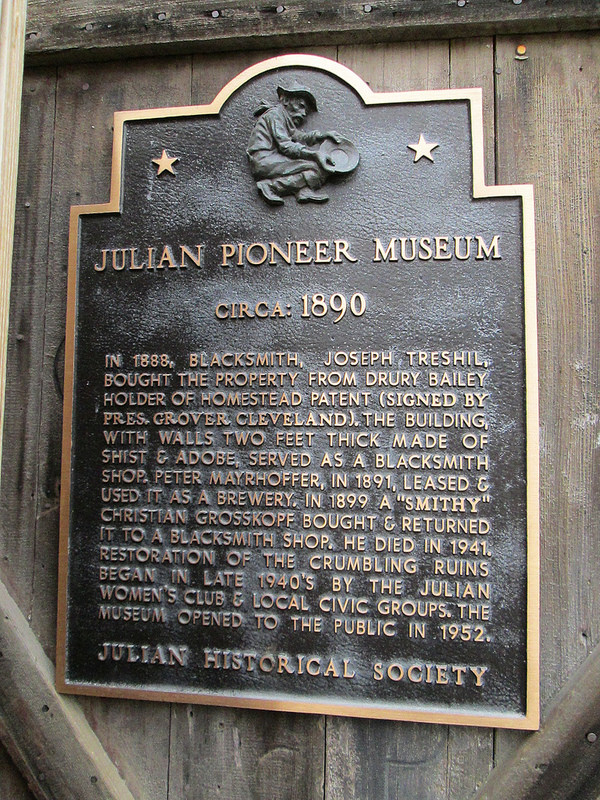 JULIAN PIONEER MUSEUM
CIRCA: 1890
IN 1888, BLACKSMITH, JOSEPH TRESHIL,
BOUGHT THE PROPERTY FROM DRURY BAILEY
HOLDER OF HOMESTEAD PATENT (SIGNED BY
PRES. GROVER CLEVELAND). THE BUILDING,
WITH WALLS TWO FEET THICK MADE OF
SHIST & ADOBE, SERVED AS A BLACKSMITH
SHOP. PETER MAYRHOFFER, IN 1891, LEASED &
USED IT AS A BREWERY. IN 1899 A "SMITHY"
CHRISTIAN GROSSKOPF BOUGHT & RETURNED
IT TO A BLACKSMITH SHOP. HE DIED IN 1941.
RESTORATION OF THE CRUMBLING RUINS
BEGAN IN LATE 1940'S BY THE JULIAN
WOMEN'S CLUB & LOCAL CIVIC GROUPS. THE
MUSEUM OPENED TO THE PUBLIC IN 1952.
JULIAN HISTORICAL SOCIETY